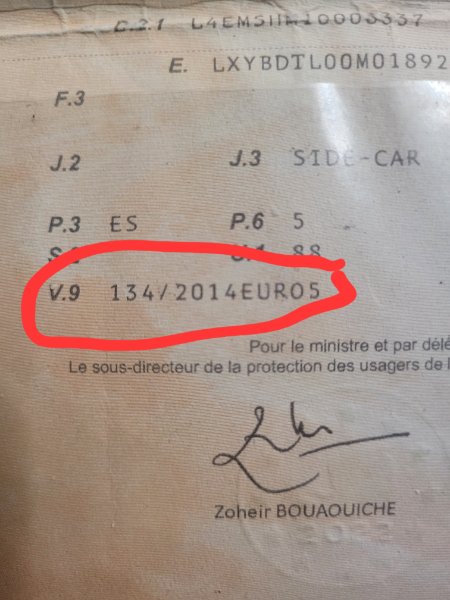 E. LXYBDTL00M01892
F.3
J.2 J.3 SIDE-CAR
P.3 ES P.6 5
88
V.9 134/2014EURO5
Pour le ministre et par délé
Le sous-directeur de la protection des usagers de l
Zoheir BOUAOUICHE